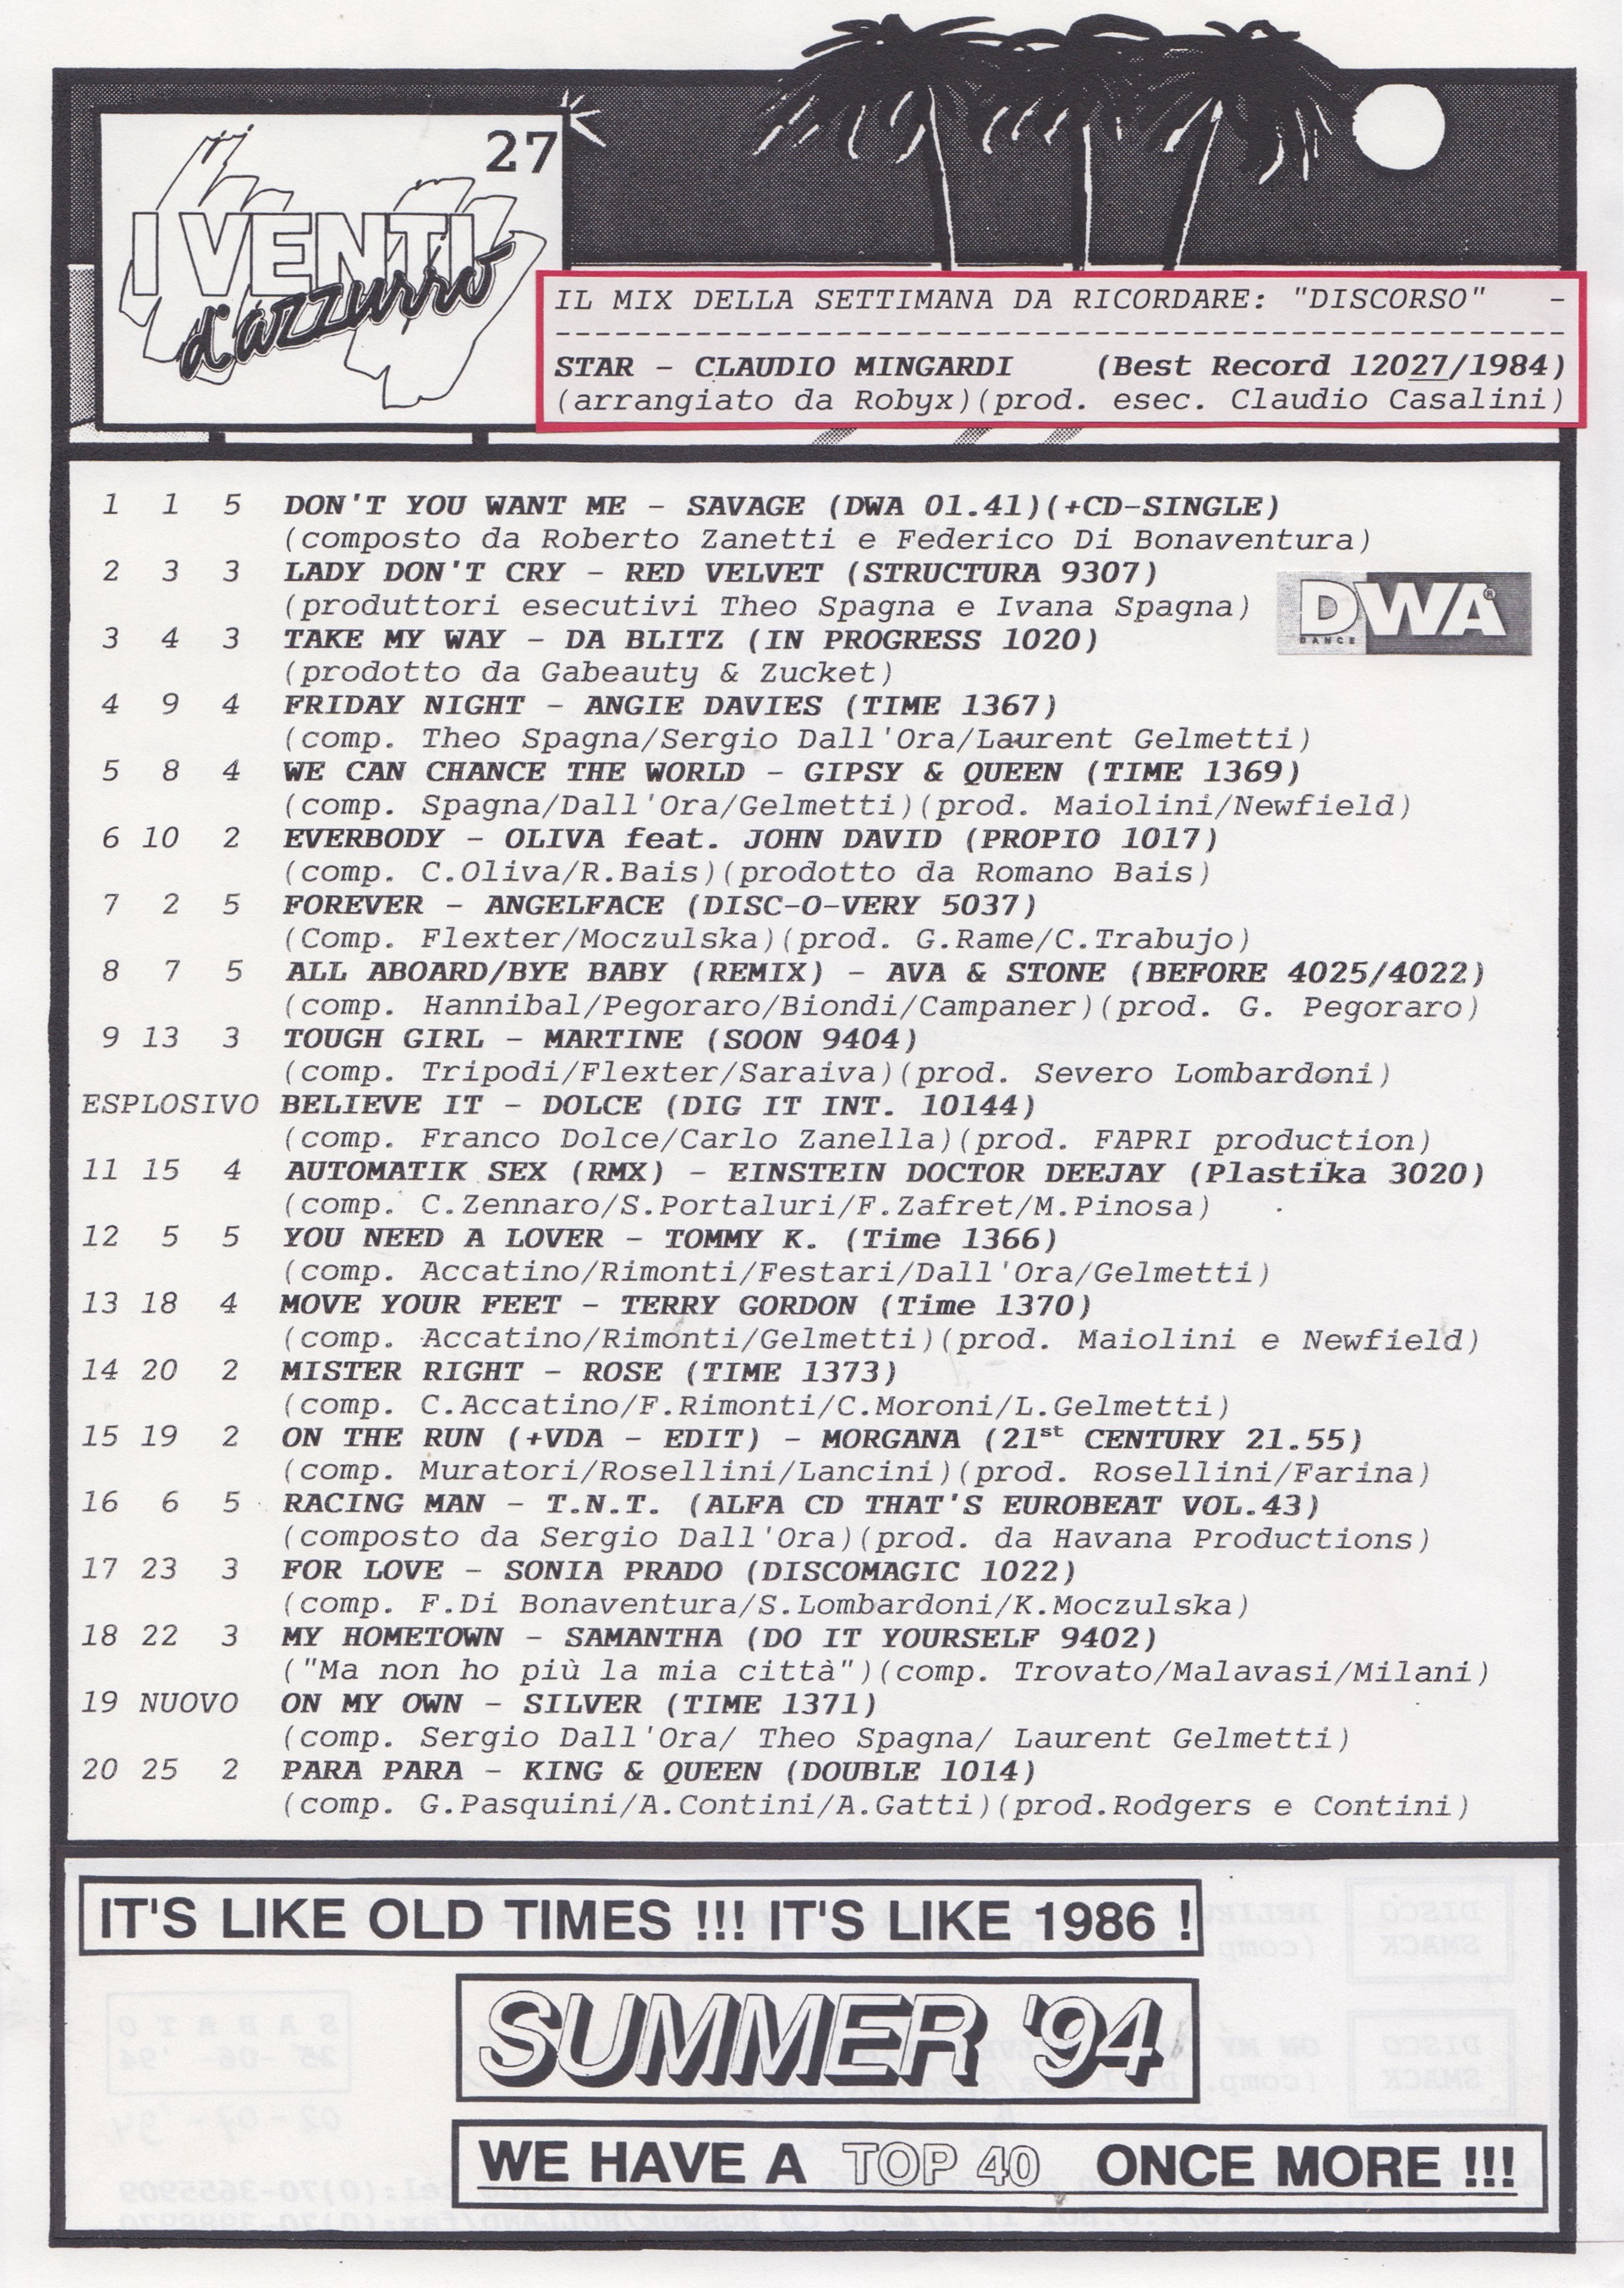 27
I VENTI
d'azzurro
IL MIX DELLA SETTIMANA DA RICORDARE: "DISCORSO" -
STAR - CLAUDIO MINGARDI (Best Record 12027/1984)
(arrangiato da Robyx)(prod. esec. Claudio Casalini)
1 1 5 DON'T YOU WANT ME - SAVAGE (DWA 01.41)(+CD-SINGLE)
(composto da Roberto Zanetti e Federico Di Bonaventura)
2 3 3 LADY DON'T CRY - RED VELVET (STRUCTURA 9307)
(produttori esecutivi Theo Spagna e Ivana Spagna)
DWA®
DANCE
3 4 3 TAKE MY WAY - DA BLITZ (IN PROGRESS 1020)
(prodotto da Gabeauty & Zucket)
4 9 4 FRIDAY NIGHT - ANGIE DAVIES (TIME 1367)
(comp. Theo Spagna/Sergio Dall'Ora/Laurent Gelmetti)
5 8 4 WE CAN CHANCE THE WORLD - GIPSY & QUEEN (TIME 1369)
(comp. Spagna/Dall'Ora/Gelmetti)(prod. Maiolini/Newfield)
6 10 2 EVERBODY - OLIVA feat. JOHN DAVID (PROPIO 1017)
(comp. C.Oliva/R.Bais)(prodotto da Romano Bais)
7 2 5 FOREVER - ANGELFACE (DISC-O-VERY 5037)
(Comp. Flexter/Moczulska)(prod. G.Rame/C.Trabujo)
8 7 5 ALL ABOARD/BYE BABY (REMIX) - AVA & STONE (BEFORE 4025/4022)
(comp. Hannibal/Pegoraro/Biondi/Campaner)(prod. G. Pegoraro)
9 13 3 TOUGH GIRL - MARTINE (SOON 9404)
(comp. Tripodi/Flexter/Saraiva)(prod. Severo Lombardoni)
ESPLOSIVO BELIEVE IT - DOLCE (DIG IT INT. 10144)
(comp. Franco Dolce/Carlo Zanella)(prod. FAPRI production)
11 15 4 AUTOMATIK SEX (RMX) - EINSTEIN DOCTOR DEEJAY (Plastika 3020)
(comp. C.Zennaro/S.Portaluri/F.Zafret/M.Pinosa)
12 5 5 YOU NEED A LOVER - TOMMY K. (Time 1366)
(comp. Accatino/Rimonti/Festari/Dall'Ora/Gelmetti)
13 18 4 MOVE YOUR FEET - TERRY GORDON (Time 1370)
(comp. Accatino/Rimonti/Gelmetti)(prod. Maiolini e Newfield)
14 20 2 MISTER RIGHT - ROSE (TIME 1373)
(comp. C.Accatino/F.Rimonti/C.Moroni/L.Gelmetti)
15 19 2 ON THE RUN (+VDA - EDIT) - MORGANA (21st CENTURY 21.55)
(comp. Muratori/Rosellini/Lancini)(prod. Rosellini/Farina)
16 6 5 RACING MAN - T.N.T. (ALFA CD THAT'S EUROBEAT VOL.43)
(composto da Sergio Dall'Ora)(prod. da Havana Productions)
17 23 3 FOR LOVE - SONIA PRADO (DISCOMAGIC 1022)
(comp. F.Di Bonaventura/S.Lombardoni/K.Moczulska)
18 22 3 MY HOMETOWN - SAMANTHA (DO IT YOURSELF 9402)
("Ma non ho più la mia città")(comp. Trovato/Malavasi/Milani)
19 NUOVO ON MY OWN - SILVER (TIME 1371)
(comp. Sergio Dall'Ora/ Theo Spagna/ Laurent Gelmetti)
20 25 2 PARA PARA - KING & QUEEN (DOUBLE 1014)
(comp. G.Pasquini/A.Contini/A.Gatti)(prod.Rodgers e Contini)
IT'S LIKE OLD TIMES !!! IT'S LIKE 1986 !
SUMMER '94
WE HAVE A TOP 40 ONCE MORE !!!